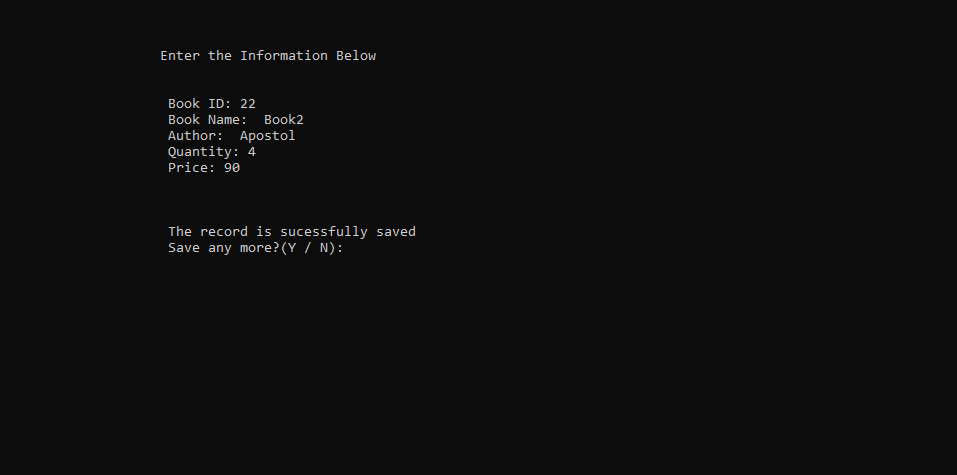 Enter the Information Below
Book ID: 22
Book Name:  Book2
Author:  Apostol
Quantity: 4
Price: 90
The record is sucessfully saved
Save any more?(Y / N):